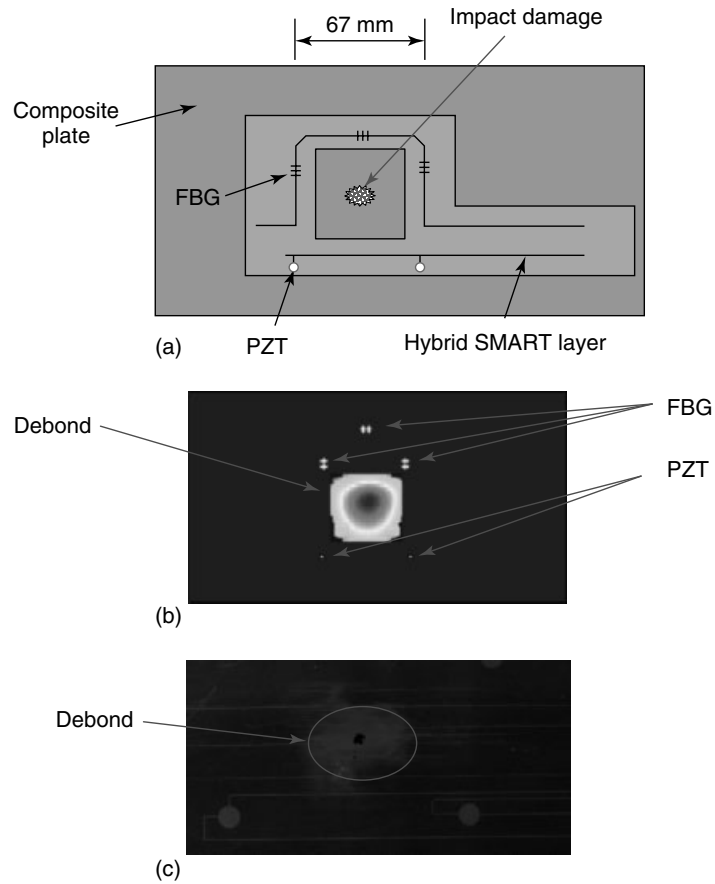 67 mm
Impact damage
Composite
plate
FBG
(a)
PZT
Hybrid SMART layer
Debond
FBG
PZT
(b)
Debond
(c)